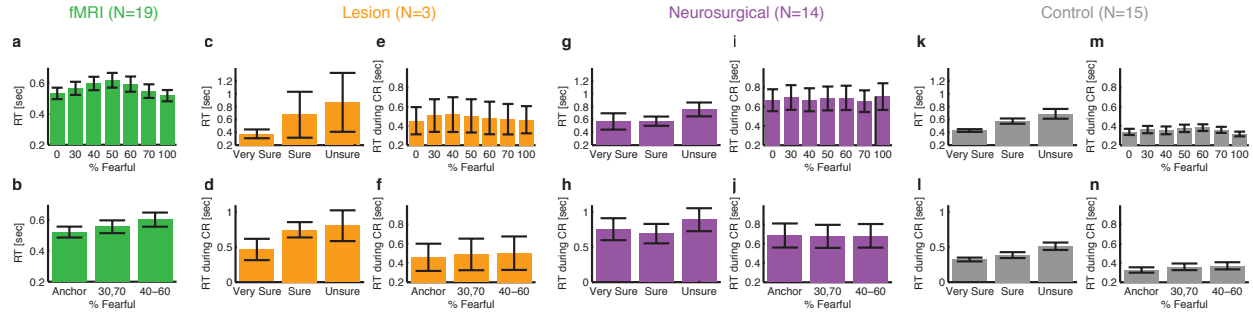 fMRI (N=19)
Lesion (N=3)
Neurosurgical (N=14)
Control (N=15)
a
RT [sec]
0.6
0.4
0.2
0 30 40 50 60 70 100
% Fearful
c
RT [sec]
1.2
1
0.8
0.6
0.4
0.2
Very Sure Sure Unsure
e
RT during CR [sec]
0.8
0.6
0.4
0.2
0 30 40 50 60 70 100
% Fearful
g
RT [sec]
1.2
1
0.8
0.6
0.4
0.2
Very Sure Sure Unsure
i
RT during CR [sec]
0.8
0.6
0.4
0.2
0 30 40 50 60 70 100
% Fearful
k
RT [sec]
1.2
1
0.8
0.6
0.4
0.2
Very Sure Sure Unsure
m
RT during CR [sec]
0.8
0.6
0.4
0.2
0 30 40 50 60 70 100
% Fearful
b
RT [sec]
0.6
0.4
0.2
Anchor 30,70 40−60
% Fearful
d
RT during CR [sec]
1
0.5
0
Very Sure Sure Unsure
f
RT during CR [sec]
0.8
0.6
0.4
0.2
Anchor 30,70 40−60
% Fearful
h
RT during CR [sec]
1
0.5
0
Very Sure Sure Unsure
j
RT during CR [sec]
0.8
0.6
0.4
0.2
Anchor 30,70 40−60
% Fearful
l
RT during CR [sec]
1
0.5
0
Very Sure Sure Unsure
n
RT during CR [sec]
0.8
0.6
0.4
0.2
Anchor 30,70 40−60
% Fearful